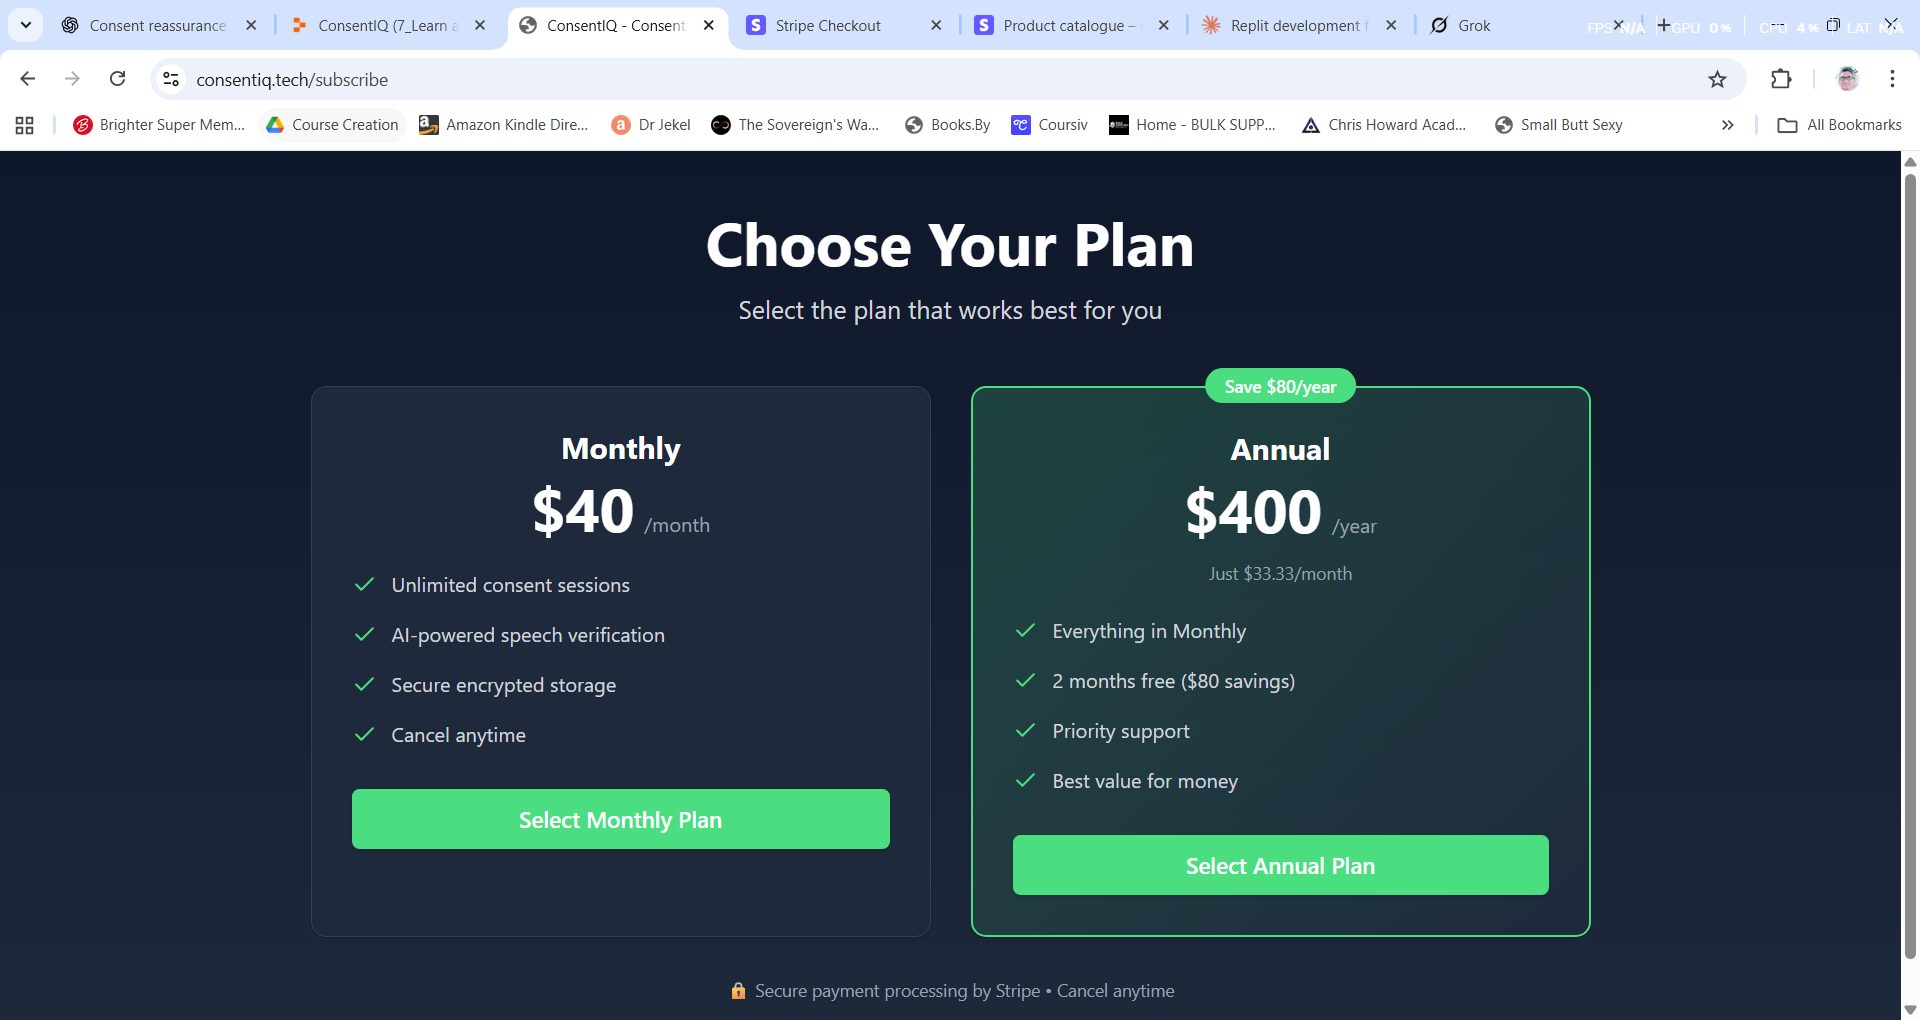 Consent reassurance
ConsentIQ (7_Learn a
ConsentIQ - Consent
Stripe Checkout
Product catalogue –
Replit development f
Grok
FPS N/A
GPU 0%
CPU 4%
LAT N/A
consentiq.tech/subscribe
Brighter Super Mem...
Course Creation
Amazon Kindle Dire...
Dr Jekel
The Sovereign's Wa...
Books.By
Coursiv
Home - BULK SUPP...
Chris Howard Acad...
Small Butt Sexy
All Bookmarks
Choose Your Plan
Select the plan that works best for you
Monthly
$40 /month
Unlimited consent sessions
AI-powered speech verification
Secure encrypted storage
Cancel anytime
Select Monthly Plan
Save $80/year
Annual
$400 /year
Just $33.33/month
Everything in Monthly
2 months free ($80 savings)
Priority support
Best value for money
Select Annual Plan
🔒 Secure payment processing by Stripe • Cancel anytime